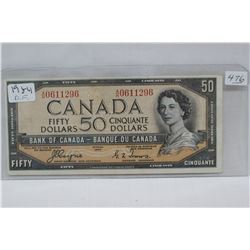 1954
D.F.
476
50
50
A/H 0611296
A/H 0611296
CANADA
FIFTY
DOLLARS
50
CINQUANTE
DOLLARS
BANK OF CANADA - BANQUE DU CANADA
FIFTY
CINQUANTE